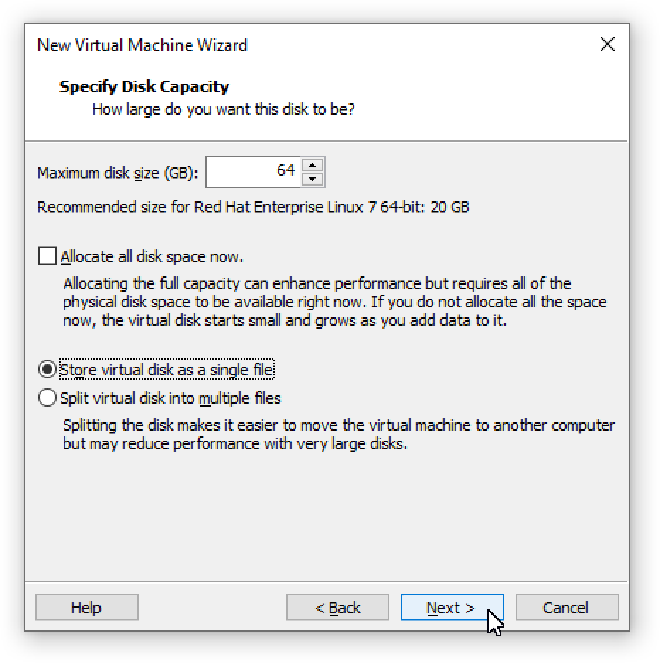 New Virtual Machine Wizard
Specify Disk Capacity
How large do you want this disk to be?
Maximum disk size (GB): 64
Recommended size for Red Hat Enterprise Linux 7 64-bit: 20 GB
Allocate all disk space now.
Allocating the full capacity can enhance performance but requires all of the
physical disk space to be available right now. If you do not allocate all the space
now, the virtual disk starts small and grows as you add data to it.
Store virtual disk as a single file
Split virtual disk into multiple files
Splitting the disk makes it easier to move the virtual machine to another computer
but may reduce performance with very large disks.
Help < Back Next > Cancel